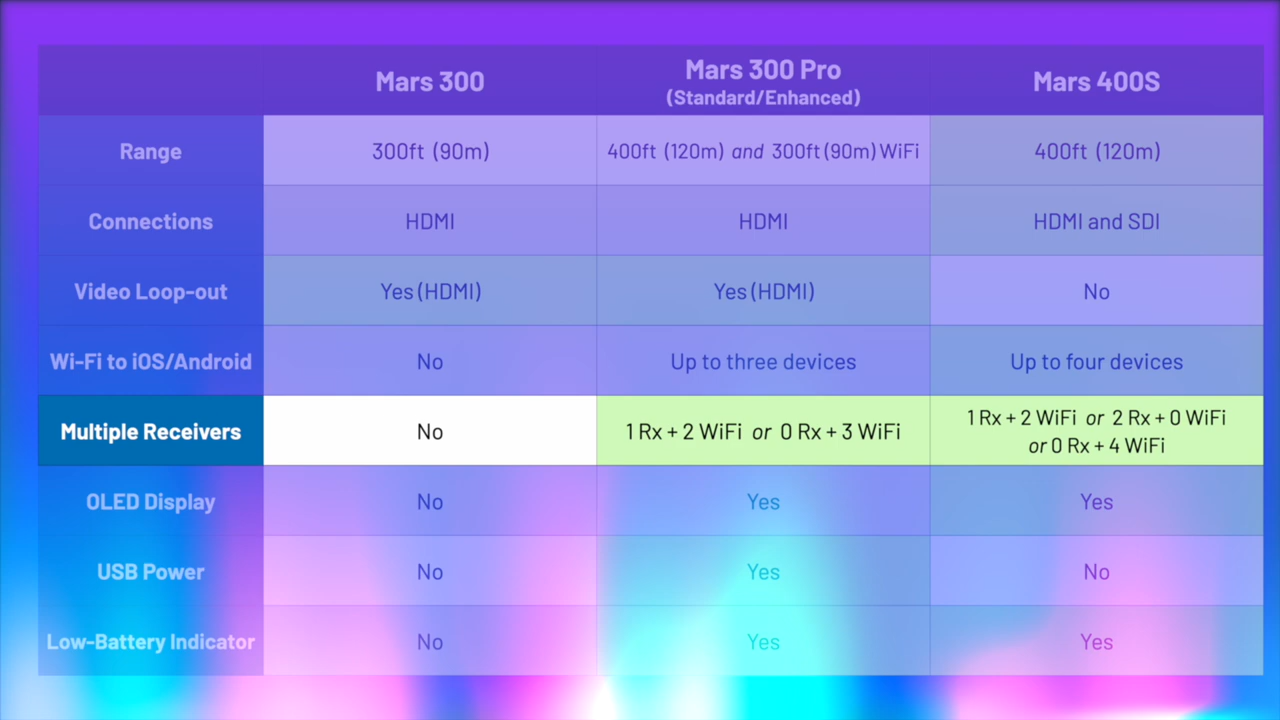 Mars 300
Mars 300 Pro
(Standard/Enhanced)
Mars 400S
Range
300ft (90m)
400ft (120m) and 300ft (90m) WiFi
400ft (120m)
Connections
HDMI
HDMI
HDMI and SDI
Video Loop-out
Yes (HDMI)
Yes (HDMI)
No
Wi-Fi to iOS/Android
No
Up to three devices
Up to four devices
Multiple Receivers
No
1 Rx + 2 WiFi or 0 Rx + 3 WiFi
1 Rx + 2 WiFi or 2 Rx + 0 WiFi
or 0 Rx + 4 WiFi
OLED Display
No
Yes
Yes
USB Power
No
Yes
No
Low-Battery Indicator
No
Yes
Yes